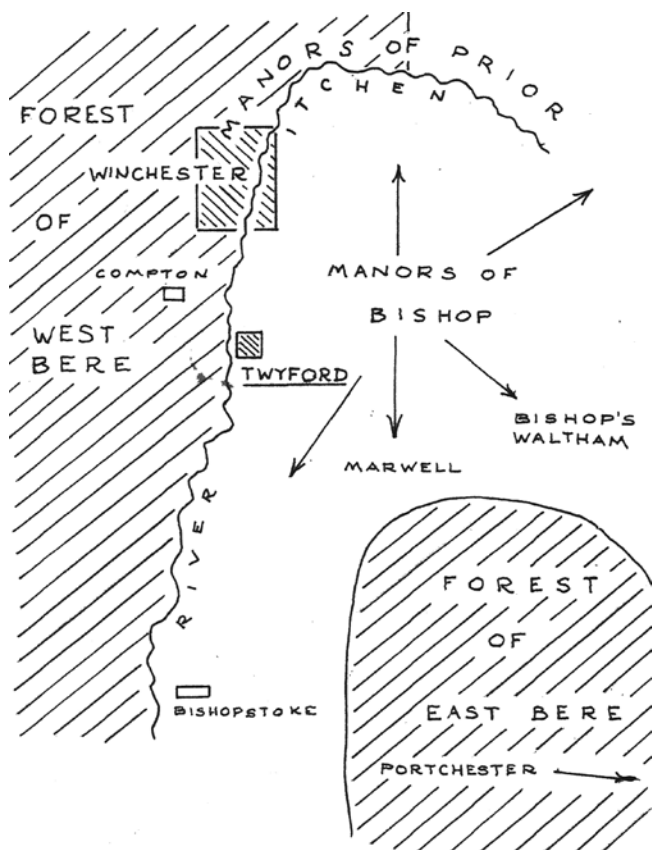 MANORS OF PRIOR
ITCHEN
FOREST
WINCHESTER
OF
COMPTON
MANORS OF
BISHOP
WEST
BERE
TWYFORD
BISHOP'S
WALTHAM
MARWELL
RIVER
FOREST
OF
EAST BERE
BISHOPSTOKE
PORTCHESTER